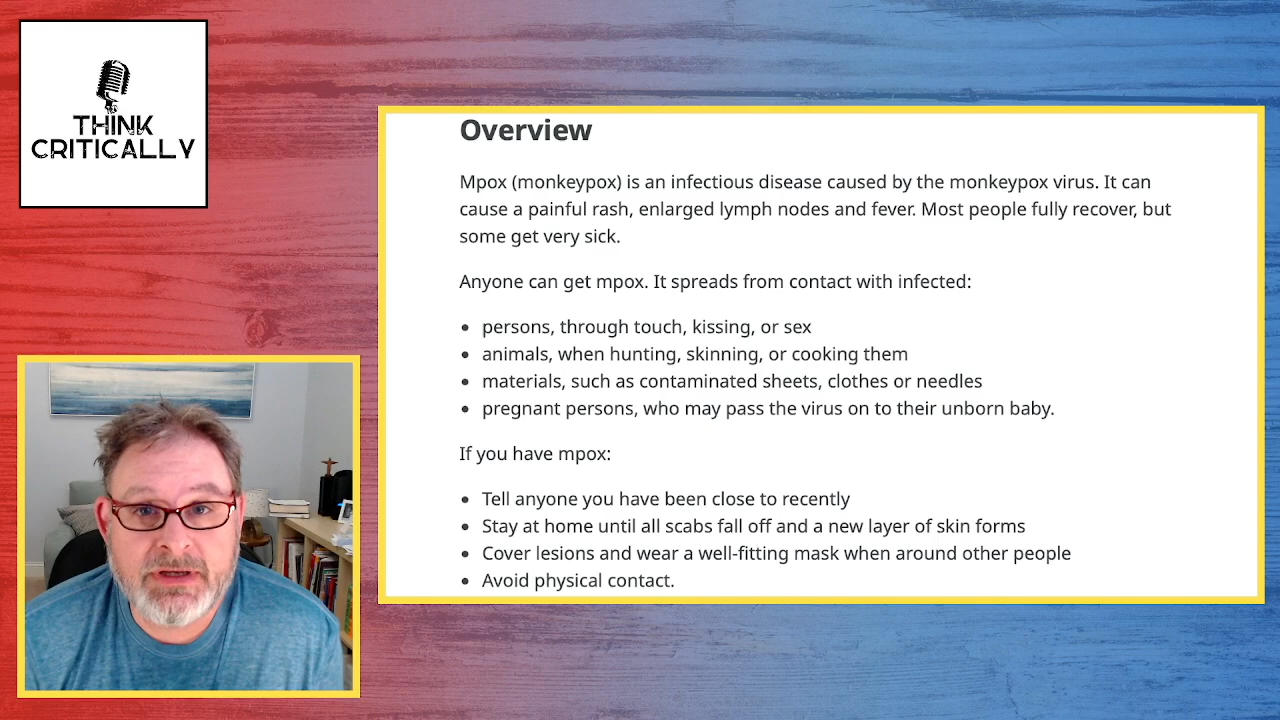 THINK
CRITICALLY
Overview
Mpox (monkeypox) is an infectious disease caused by the monkeypox virus. It can
cause a painful rash, enlarged lymph nodes and fever. Most people fully recover, but
some get very sick.
Anyone can get mpox. It spreads from contact with infected:
• persons, through touch, kissing, or sex
• animals, when hunting, skinning, or cooking them
• materials, such as contaminated sheets, clothes or needles
• pregnant persons, who may pass the virus on to their unborn baby.
If you have mpox:
• Tell anyone you have been close to recently
• Stay at home until all scabs fall off and a new layer of skin forms
• Cover lesions and wear a well-fitting mask when around other people
• Avoid physical contact.